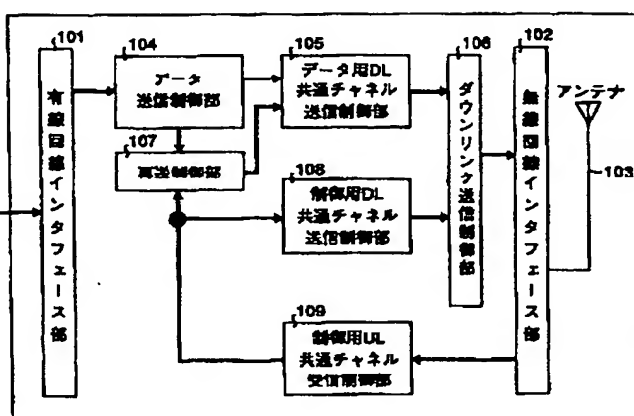 101
有線回線インタフェース部
104
データ
送信制御部
107
再送制御部
105
データ用DL
共通チャネル
送信制御部
108
制御用DL
共通チャネル
送信制御部
109
制御用UL
共通チャネル
受信制御部
106
ダウンリンク送信制御部
102
無線回線インタフェース部
アンテナ
103